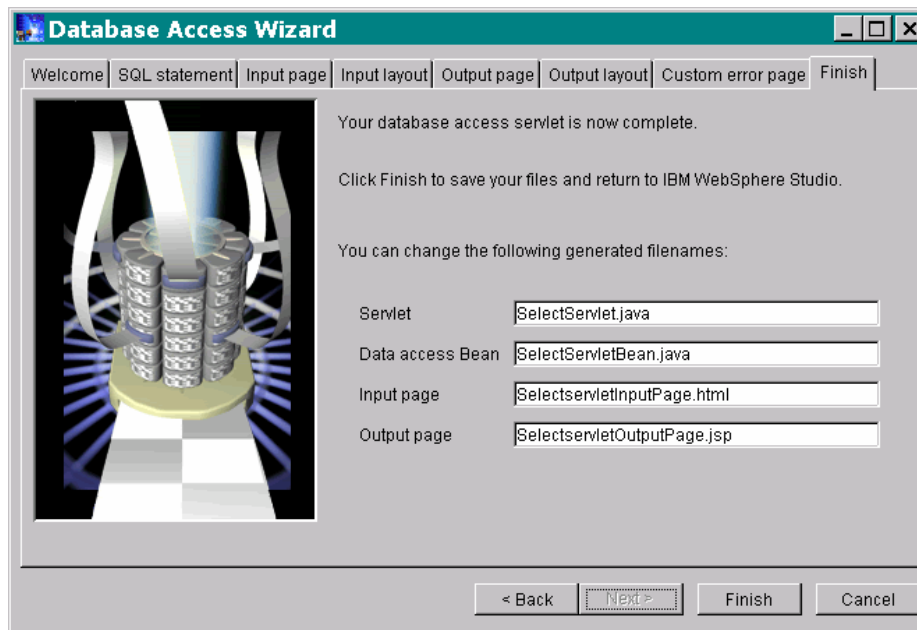 Database Access Wizard
Welcome SQL statement Input page Input layout Output page Output layout Custom error page Finish
Your database access servlet is now complete.
Click Finish to save your files and return to IBM WebSphere Studio.
You can change the following generated filenames:
Servlet SelectServlet.java
Data access Bean SelectServletBean.java
Input page SelectservletInputPage.html
Output page SelectservletOutputPage.jsp
< Back Next > Finish Cancel